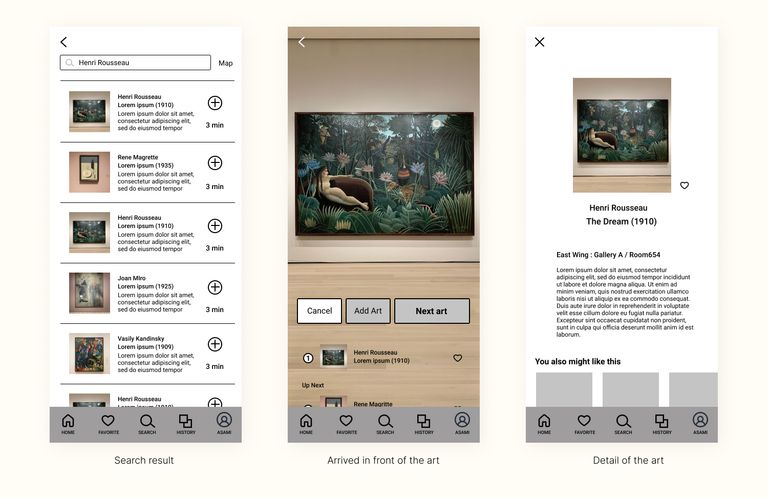 Henri Rousseau
Map
Henri Rousseau
Lorem ipsum (1910)
Lorem ipsum dolor sit amet,
consectetur adipiscing elit,
sed do eiusmod tempor
3 min
Rene Magrette
Lorem ipsum (1935)
Lorem ipsum dolor sit amet,
consectetur adipiscing elit,
sed do eiusmod tempor
3 min
Henri Rousseau
Lorem ipsum (1910)
Lorem ipsum dolor sit amet,
consectetur adipiscing elit,
sed do eiusmod tempor
3 min
Joan MIro
Lorem ipsum (1925)
Lorem ipsum dolor sit amet,
consectetur adipiscing elit,
sed do eiusmod tempor
3 min
Vasily Kandinsky
Lorem ipsum (1909)
Lorem ipsum dolor sit amet,
consectetur adipiscing elit,
sed do eiusmod tempor
3 min
Henri Rousseau
Lorem ipsum (1910)
HOME FAVORITE SEARCH HISTORY ASAMI
Search result
Cancel Add Art Next art
1
Henri Rousseau
Lorem ipsum (1910)
Up Next
Rene Magritte
HOME FAVORITE SEARCH HISTORY ASAMI
Arrived in front of the art
Henri Rousseau
The Dream (1910)
East Wing : Gallery A / Room654
Lorem ipsum dolor sit amet, consectetur
adipiscing elit, sed do eiusmod tempor incididunt
ut labore et dolore magna aliqua. Ut enim ad
minim veniam, quis nostrud exercitation ullamco
laboris nisi ut aliquip ex ea commodo consequat.
Duis aute irure dolor in reprehenderit in voluptate
velit esse cillum dolore eu fugiat nulla pariatur.
Excepteur sint occaecat cupidatat non proident,
sunt in culpa qui officia deserunt mollit anim id est
laborum.
You also might like this
HOME FAVORITE SEARCH HISTORY ASAMI
Detail of the art